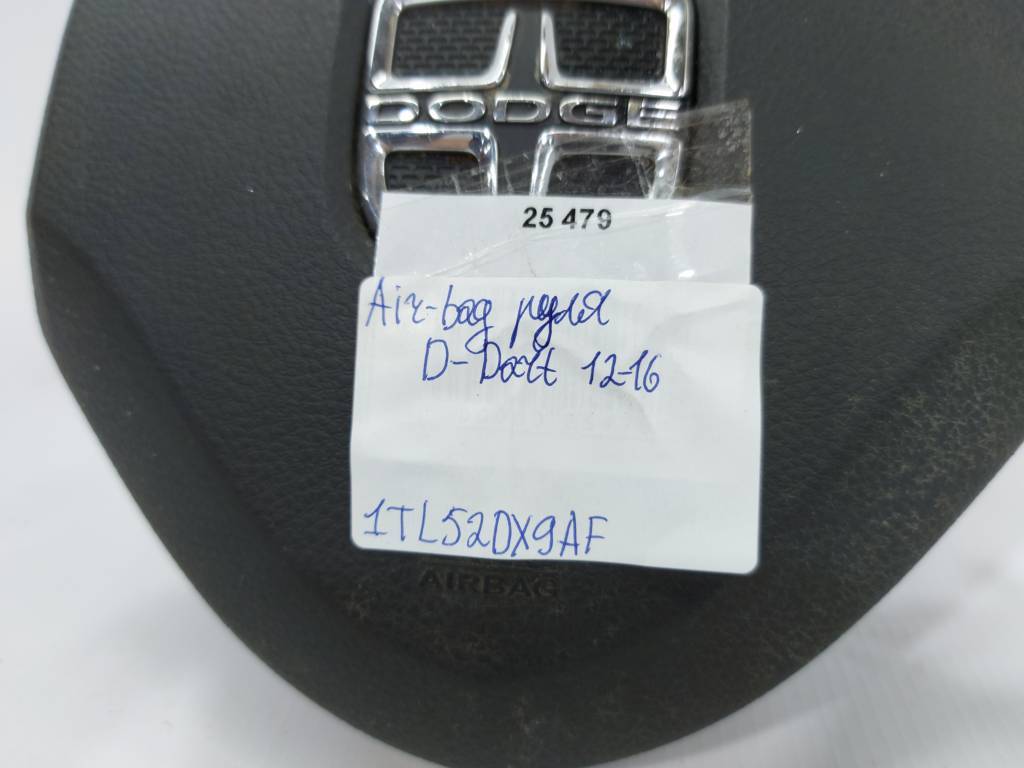 DODGE
25 479
Air-bag руля
D-Dart 12-16
1TL52DX9AF
AIRBAG